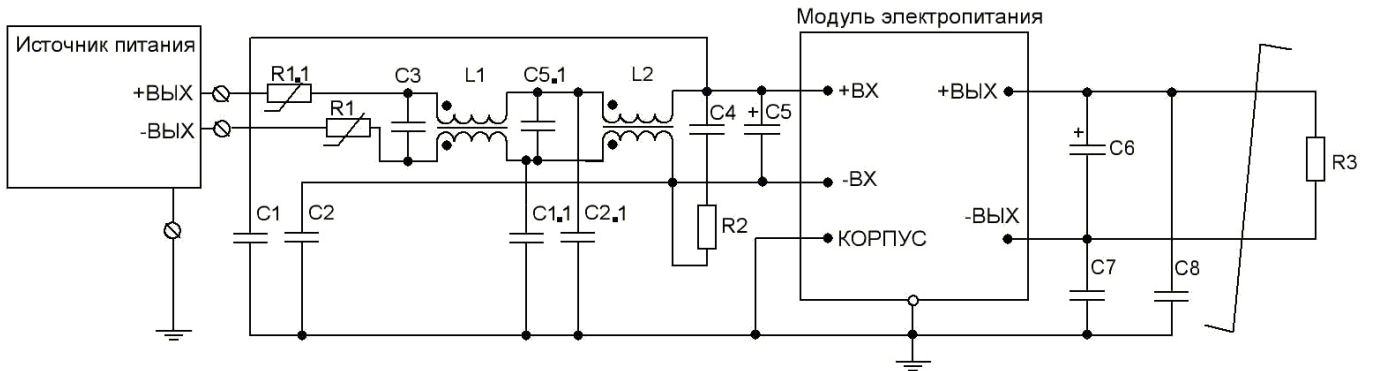 Модуль электропитания
Источник питания
R1.1
C3
L1
C5.1
L2
+ВЫХ
-ВЫХ
R1
C4
+
C5
+ВХ
-ВХ
КОРПУС
+ВЫХ
-ВЫХ
+
C6
R3
C1
C2
C1.1
C2.1
R2
C7
C8